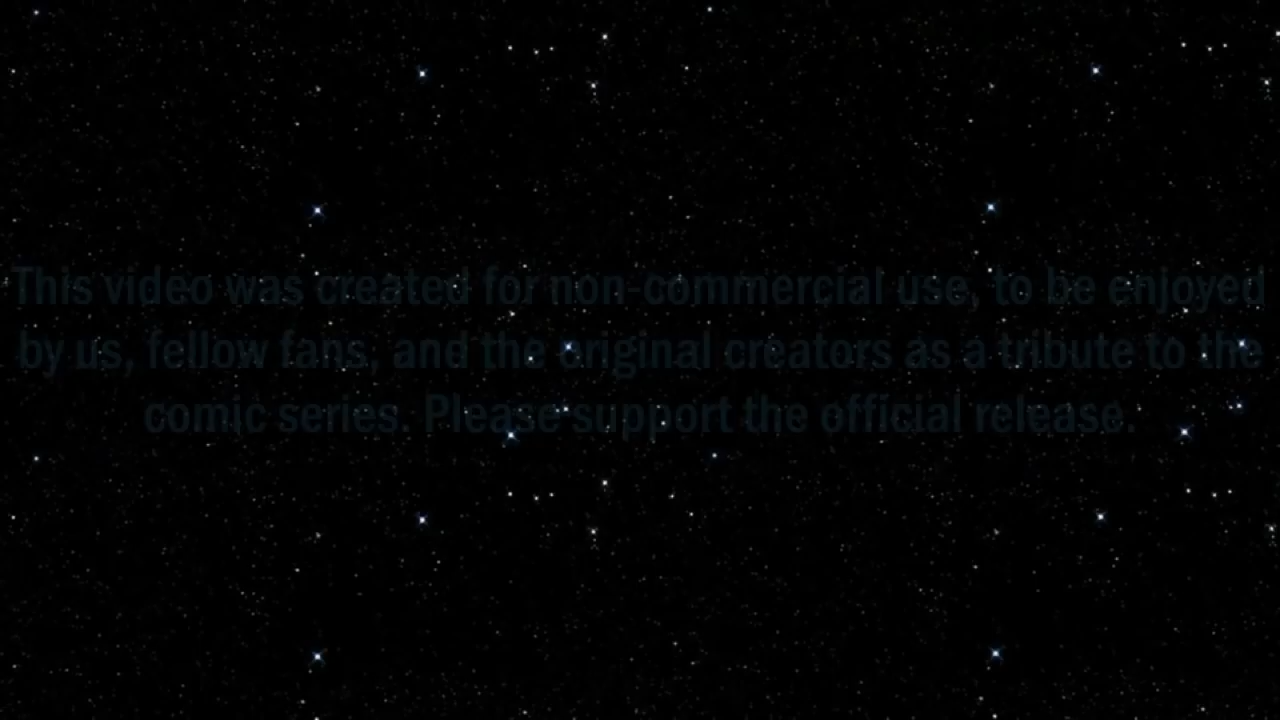 This video was created for non-commercial use, to be enjoyed
by us, fellow fans, and the original creators as a tribute to the
comic series. Please support the official release.